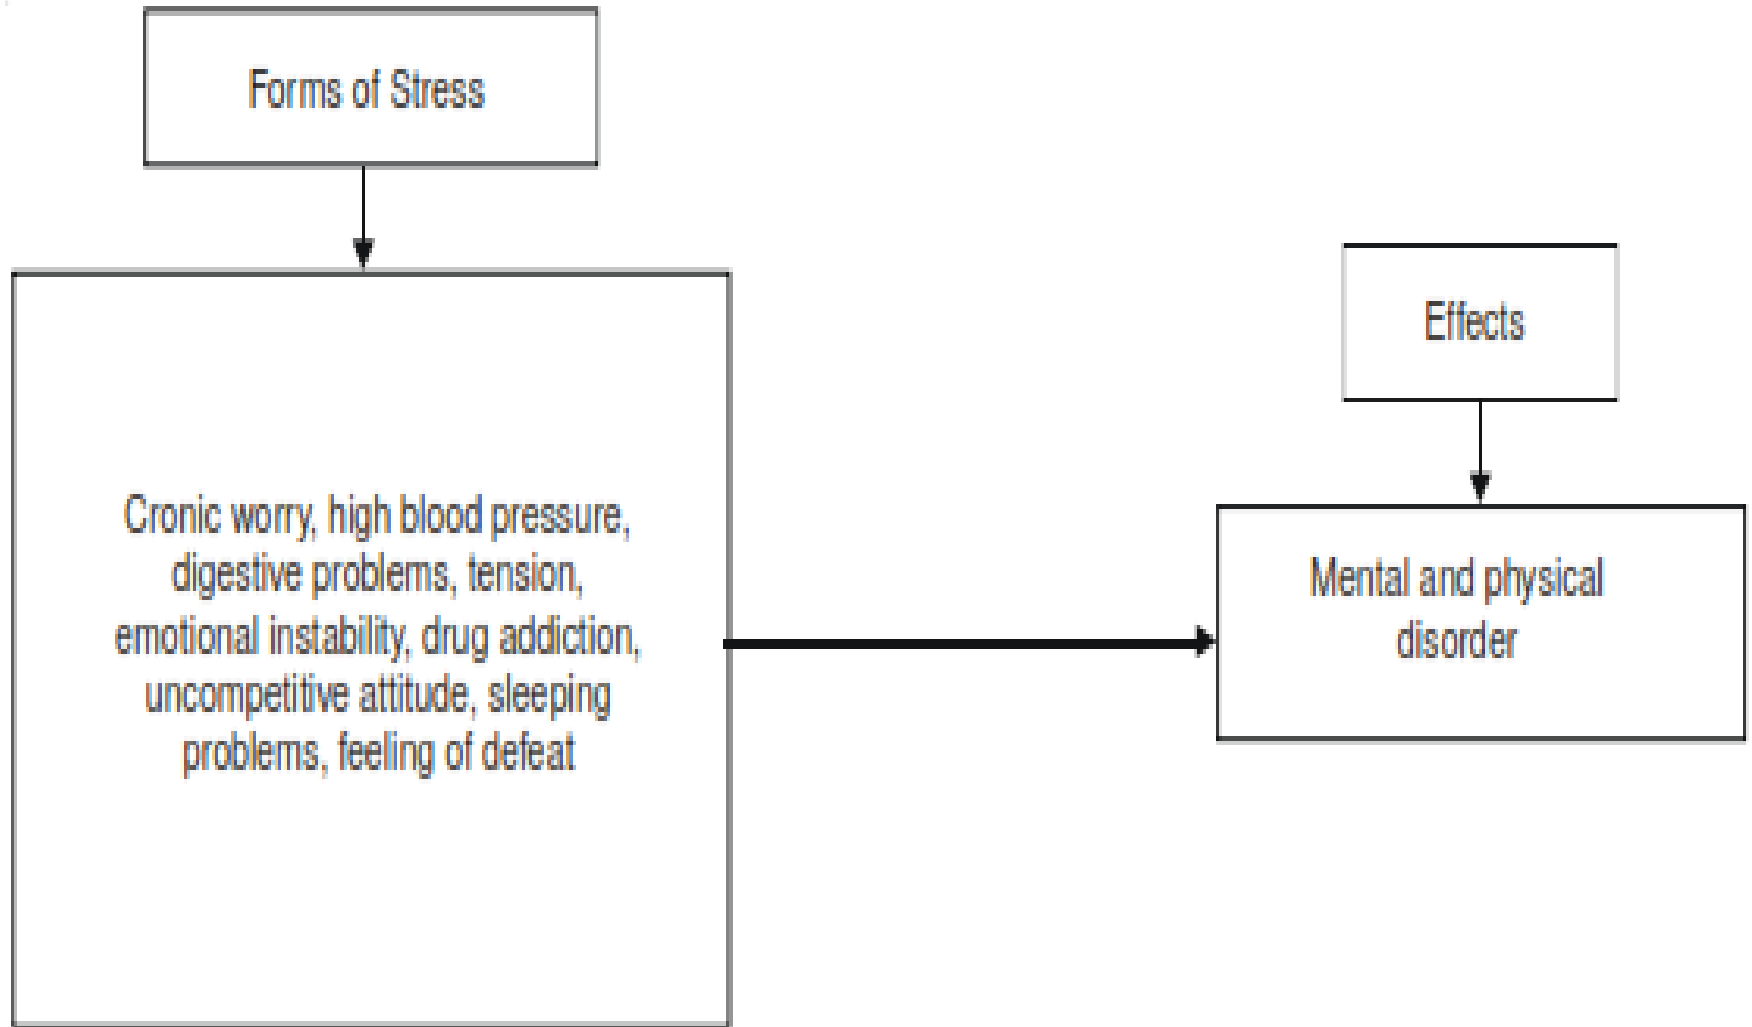 Forms of Stress
Cronic worry, high blood pressure,
digestive problems, tension,
emotional instability, drug addiction,
uncompetitive attitude, sleeping
problems, feeling of defeat
Effects
Mental and physical
disorder